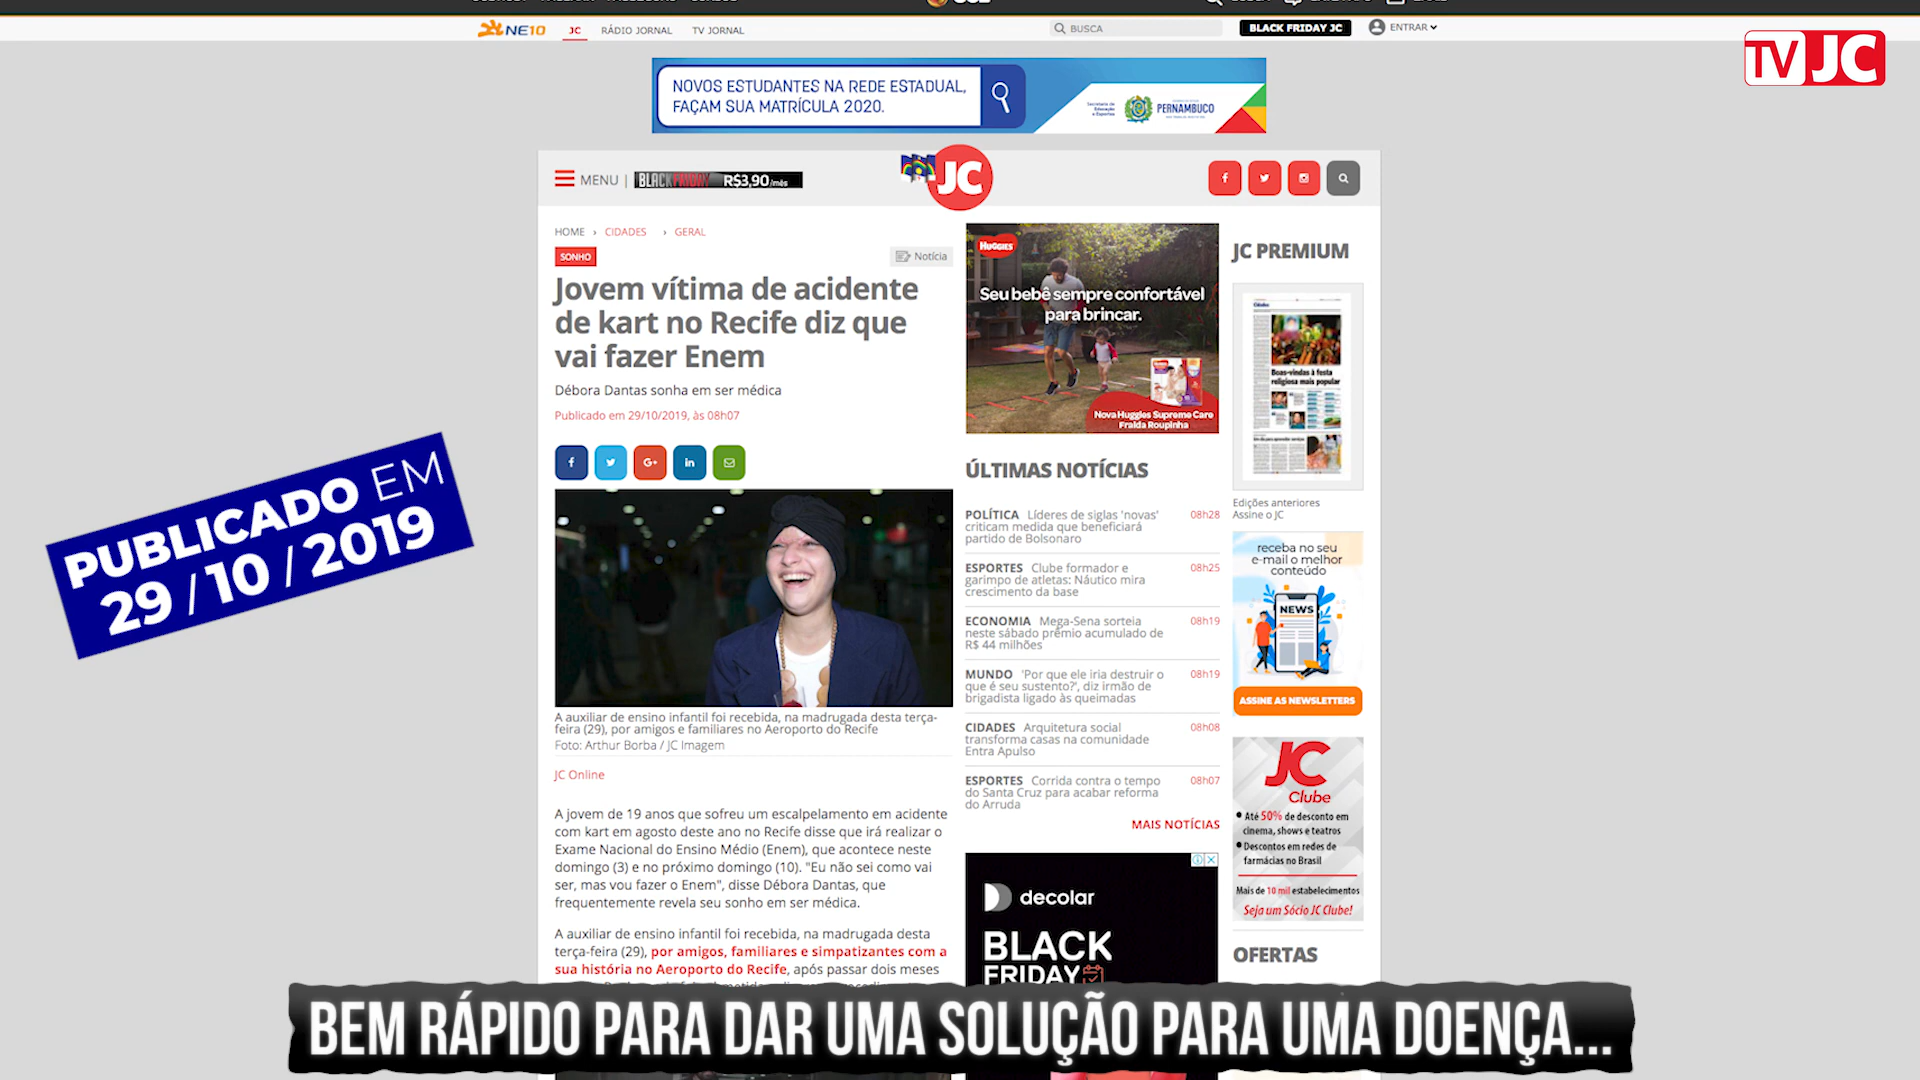 NE10
JC
RÁDIO JORNAL
TV JORNAL
BUSCA
BLACK FRIDAY JC
ENTRAR
TV JC
NOVOS ESTUDANTES NA REDE ESTADUAL,
FAÇAM SUA MATRÍCULA 2020.
Secretaria de
Educação
e Esportes
PERNAMBUCO
MENU |
BLACK FRIDAY
R$3,90/mês
JC
HOME › CIDADES › GERAL
SONHO
Notícia
Jovem vítima de acidente
de kart no Recife diz que
vai fazer Enem
Débora Dantas sonha em ser médica
Publicado em 29/10/2019, às 08h07
PUBLICADO EM
29/10/2019
A auxiliar de ensino infantil foi recebida, na madrugada desta terça-
feira (29), por amigos e familiares no Aeroporto do Recife
Foto: Arthur Borba / JC Imagem
JC Online
A jovem de 19 anos que sofreu um escalpelamento em acidente
com kart em agosto deste ano no Recife disse que irá realizar o
Exame Nacional do Ensino Médio (Enem), que acontece neste
domingo (3) e no próximo domingo (10). "Eu não sei como vai
ser, mas vou fazer o Enem", disse Débora Dantas, que
frequentemente revela seu sonho em ser médica.
A auxiliar de ensino infantil foi recebida, na madrugada desta
terça-feira (29), por amigos, familiares e simpatizantes com a
sua história no Aeroporto do Recife, após passar dois meses
HUGGIES
Seu bebê sempre confortável
para brincar.
Nova Huggies Supreme Care
Fralda Roupinha
ÚLTIMAS NOTÍCIAS
POLÍTICA Líderes de siglas 'novas' 08h28
criticam medida que beneficiará
partido de Bolsonaro
ESPORTES Clube formador e 08h25
garimpo de atletas: Náutico mira
crescimento da base
ECONOMIA Mega-Sena sorteia 08h19
neste sábado prêmio acumulado de
R$ 44 milhões
MUNDO 'Por que ele iria destruir o 08h19
que é seu sustento?', diz irmão de
brigadista ligado às queimadas
CIDADES Arquitetura social 08h08
transforma casas na comunidade
Entra Apulso
ESPORTES Corrida contra o tempo 08h07
do Santa Cruz para acabar reforma
do Arruda
MAIS NOTÍCIAS
decolar
BLACK
FRIDAY
JC PREMIUM
Boas-vindas à festa
religiosa mais popular
Edições anteriores
Assine o JC
receba no seu
e-mail o melhor
conteúdo
NEWS
ASSINE AS NEWSLETTERS
JC
Clube
Até 50% de desconto em
cinema, shows e teatros
Descontos em redes de
farmácias no Brasil
Mais de 10 mil estabelecimentos
Seja um Sócio JC Clube!
OFERTAS
BEM RÁPIDO PARA DAR UMA SOLUÇÃO PARA UMA DOENÇA...